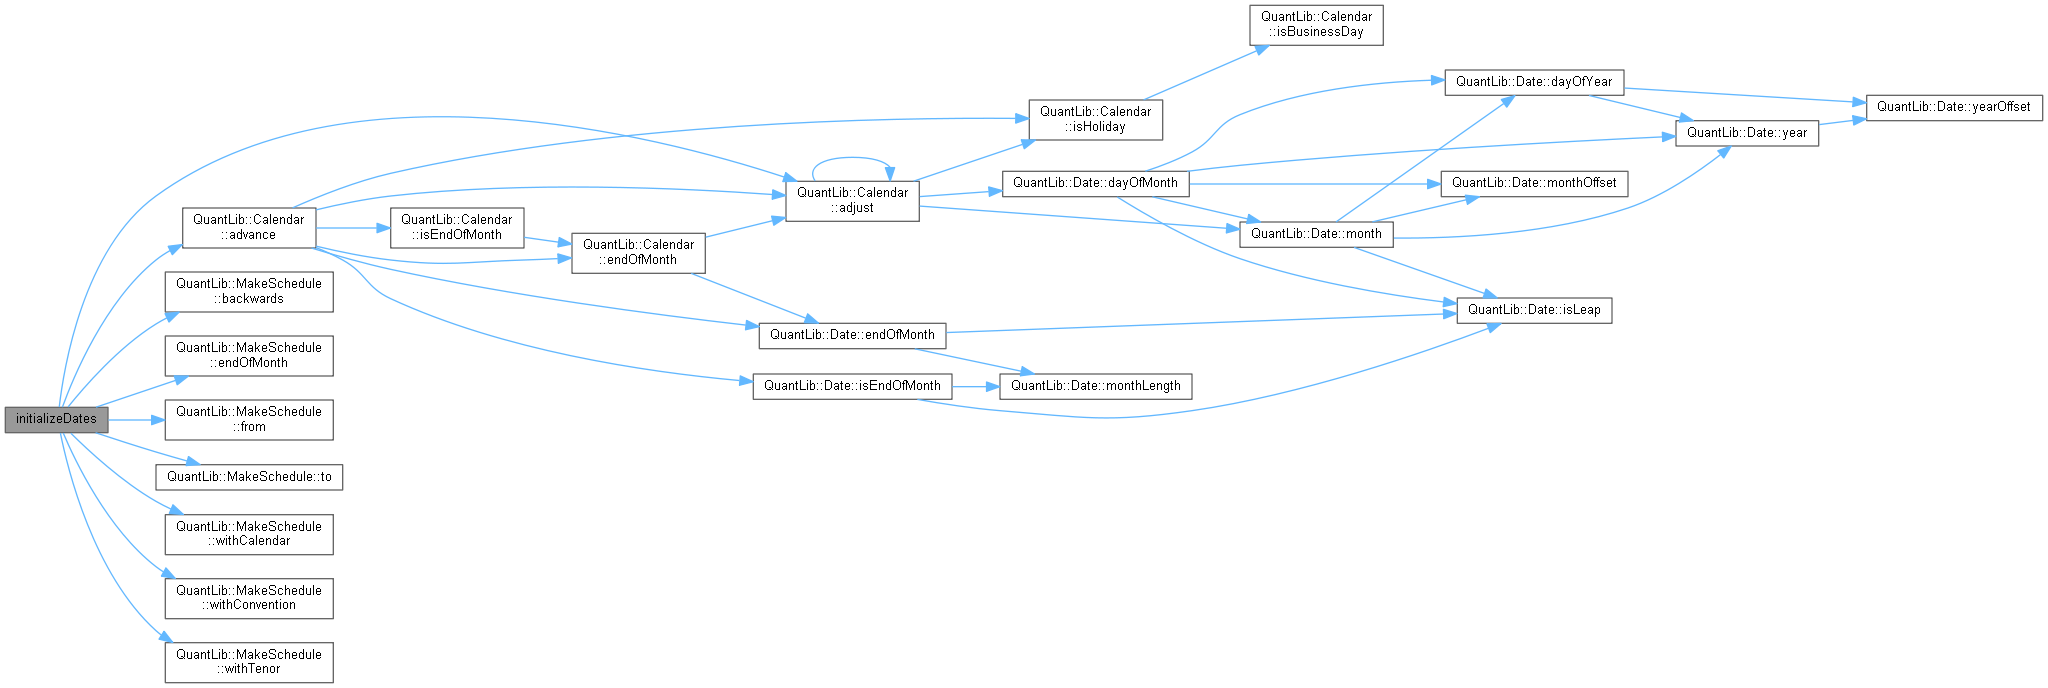 initializeDates
QuantLib::Calendar
::advance
QuantLib::MakeSchedule
::backwards
QuantLib::MakeSchedule
::endOfMonth
QuantLib::MakeSchedule
::from
QuantLib::MakeSchedule::to
QuantLib::MakeSchedule
::withCalendar
QuantLib::MakeSchedule
::withConvention
QuantLib::MakeSchedule
::withTenor
QuantLib::Calendar
::isEndOfMonth
QuantLib::Calendar
::endOfMonth
QuantLib::Calendar
::adjust
QuantLib::Date::endOfMonth
QuantLib::Date::isEndOfMonth
QuantLib::Calendar
::isHoliday
QuantLib::Date::dayOfMonth
QuantLib::Date::monthLength
QuantLib::Calendar
::isBusinessDay
QuantLib::Date::month
QuantLib::Date::dayOfYear
QuantLib::Date::monthOffset
QuantLib::Date::isLeap
QuantLib::Date::year
QuantLib::Date::yearOffset